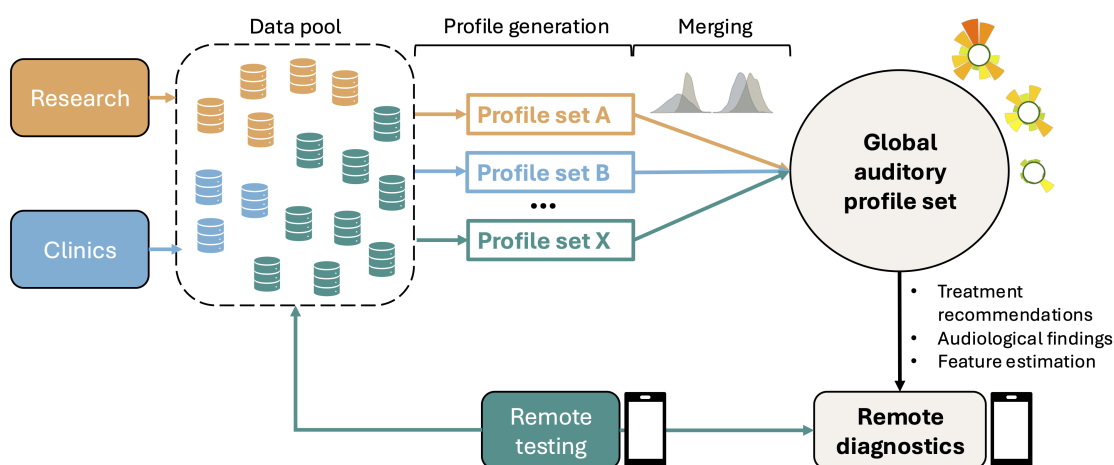 Data pool
Profile generation
Merging
Research
Clinics
Profile set A
Profile set B
...
Profile set X
Global
auditory
profile set
• Treatment
recommendations
• Audiological findings
• Feature estimation
Remote
testing
Remote
diagnostics